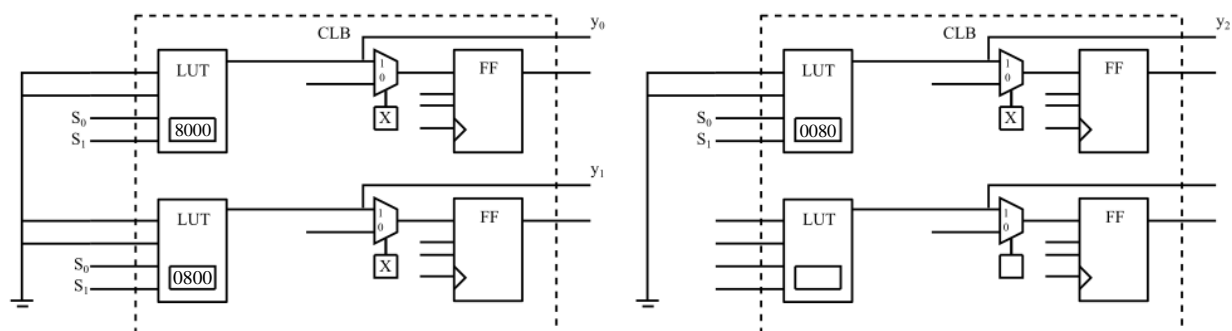 y₀
CLB
LUT
1
0
FF
S₀
8000
X
S₁
y₁
LUT
1
0
FF
S₀
0800
X
S₁
y₂
CLB
LUT
1
0
FF
S₀
0080
X
S₁
LUT
1
0
FF